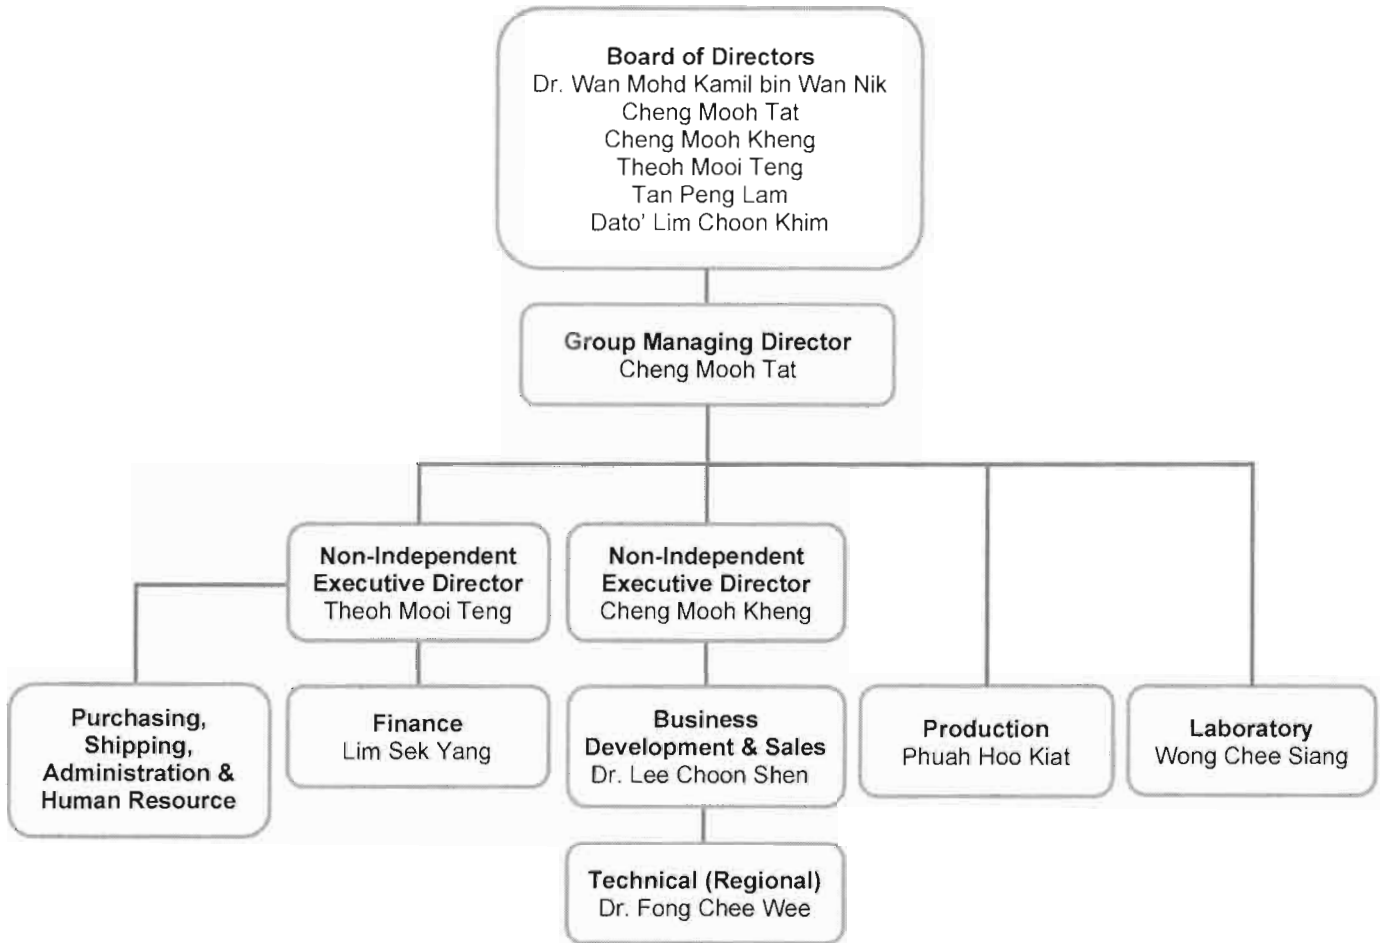 Board of Directors
Dr. Wan Mohd Kamil bin Wan Nik
Cheng Mooh Tat
Cheng Mooh Kheng
Theoh Mooi Teng
Tan Peng Lam
Dato' Lim Choon Khim
Group Managing Director
Cheng Mooh Tat
Non-Independent
Executive Director
Theoh Mooi Teng
Non-Independent
Executive Director
Cheng Mooh Kheng
Purchasing,
Shipping,
Administration &
Human Resource
Finance
Lim Sek Yang
Business
Development & Sales
Dr. Lee Choon Shen
Production
Phuah Hoo Kiat
Laboratory
Wong Chee Siang
Technical (Regional)
Dr. Fong Chee Wee